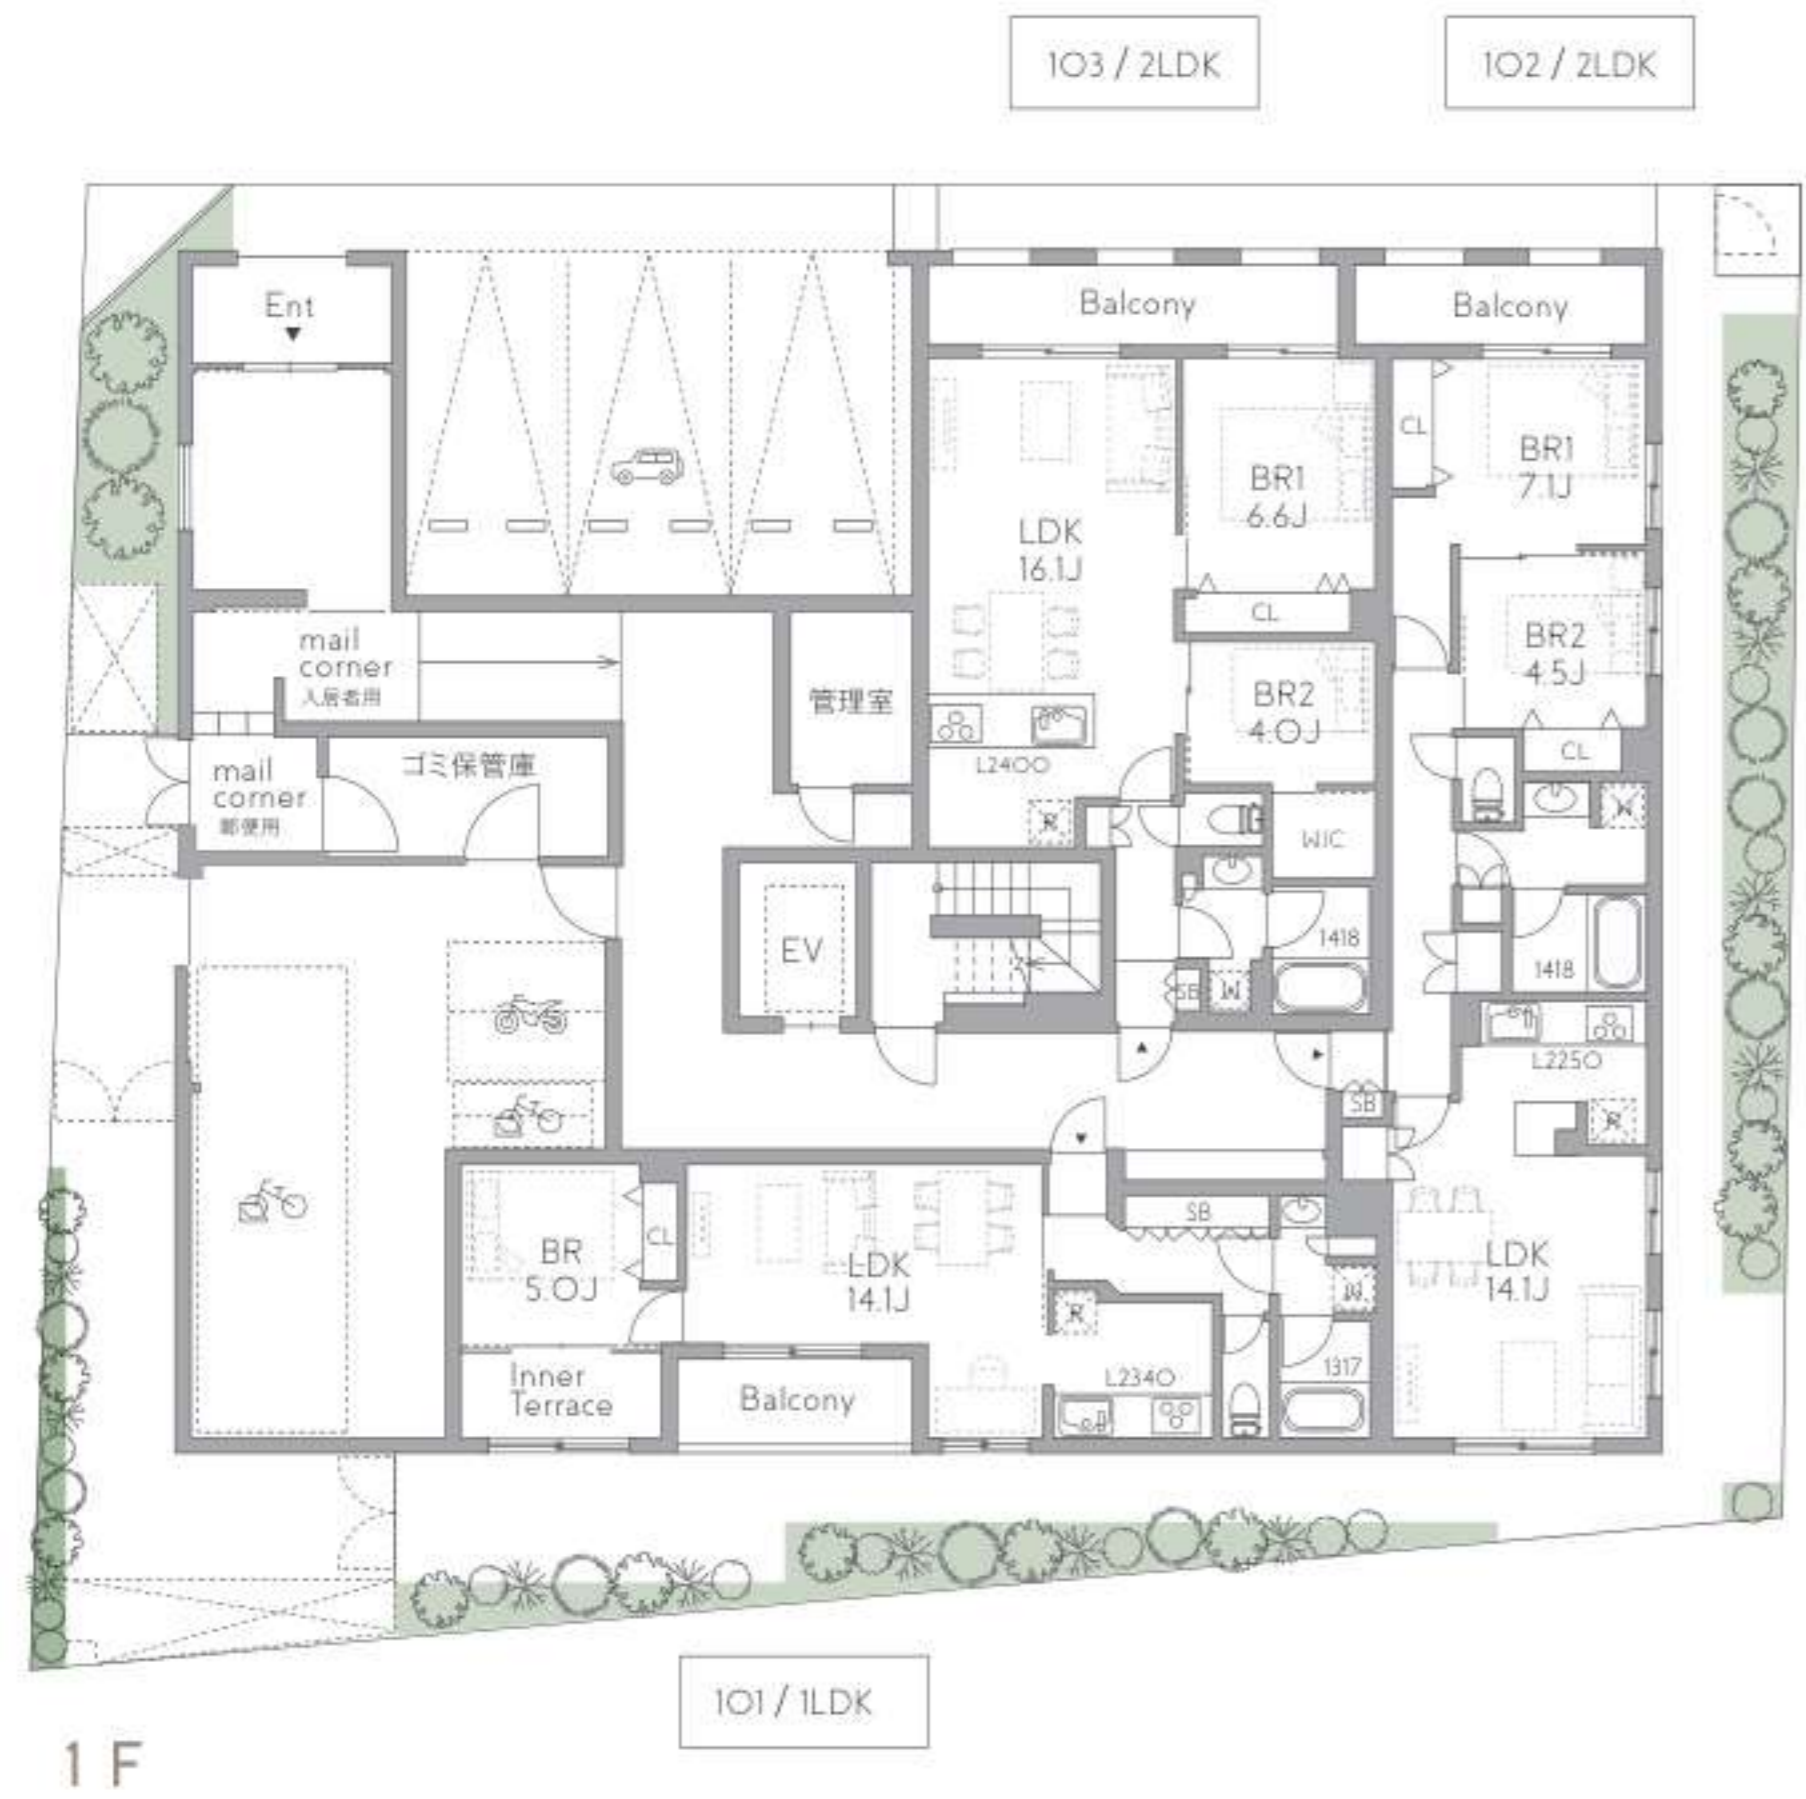 103 / 2LDK
102 / 2LDK
Ent
Balcony
Balcony
LDK
16.1J
BR1
6.6J
CL
BR1
7.1J
CL
BR2
4.5J
CL
BR2
4.0J
mail
corner
入居者用
管理室
mail
corner
郵便用
ゴミ保管庫
L2400
R
WIC
W
EV
1418
SB
W
1418
L2250
R
SB
BR
5.0J
CL
LDK
14.1J
SB
W
LDK
14.1J
R
Inner
Terrace
Balcony
L2340
1317
101 / 1LDK
1F